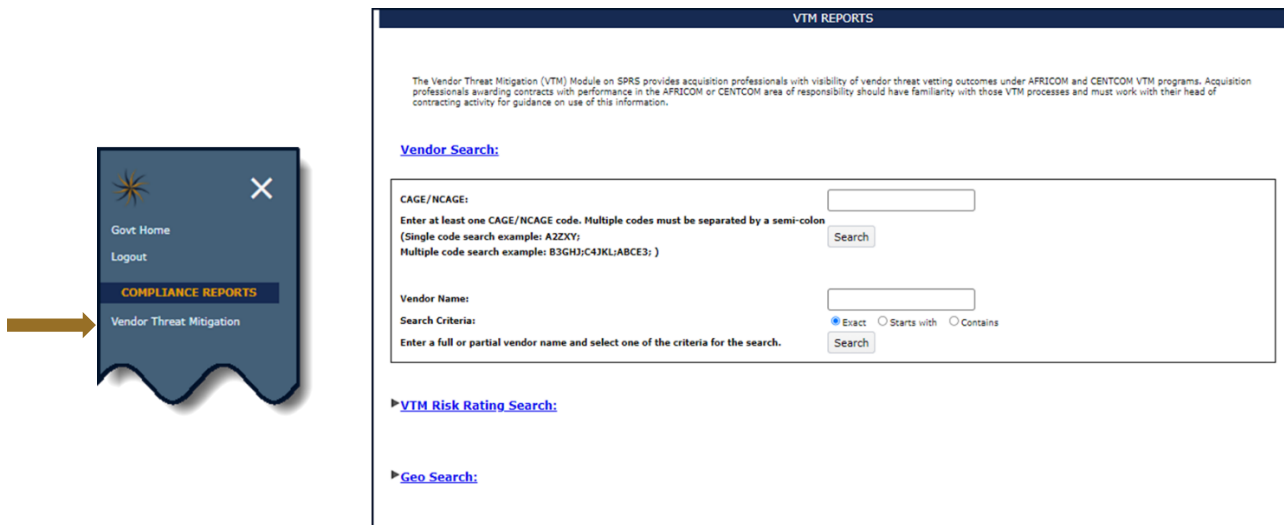 VTM REPORTS
The Vendor Threat Mitigation (VTM) Module on SPRS provides acquisition professionals with visibility of vendor threat vetting outcomes under AFRICOM and CENTCOM VTM programs. Acquisition
professionals awarding contracts with performance in the AFRICOM or CENTCOM area of responsibility should have familiarity with those VTM processes and must work with their head of
contracting activity for guidance on use of this information.
Vendor Search:
CAGE/NCAGE:
Enter at least one CAGE/NCAGE code. Multiple codes must be separated by a semi-colon
(Single code search example: A2ZXY;
Search
Multiple code search example: B3GHJ;C4JKL;ABCE3; )
Vendor Name:
Search Criteria:
Exact Starts with Contains
Enter a full or partial vendor name and select one of the criteria for the search.
Search
VTM Risk Rating Search:
Geo Search:
Govt Home
Logout
COMPLIANCE REPORTS
Vendor Threat Mitigation